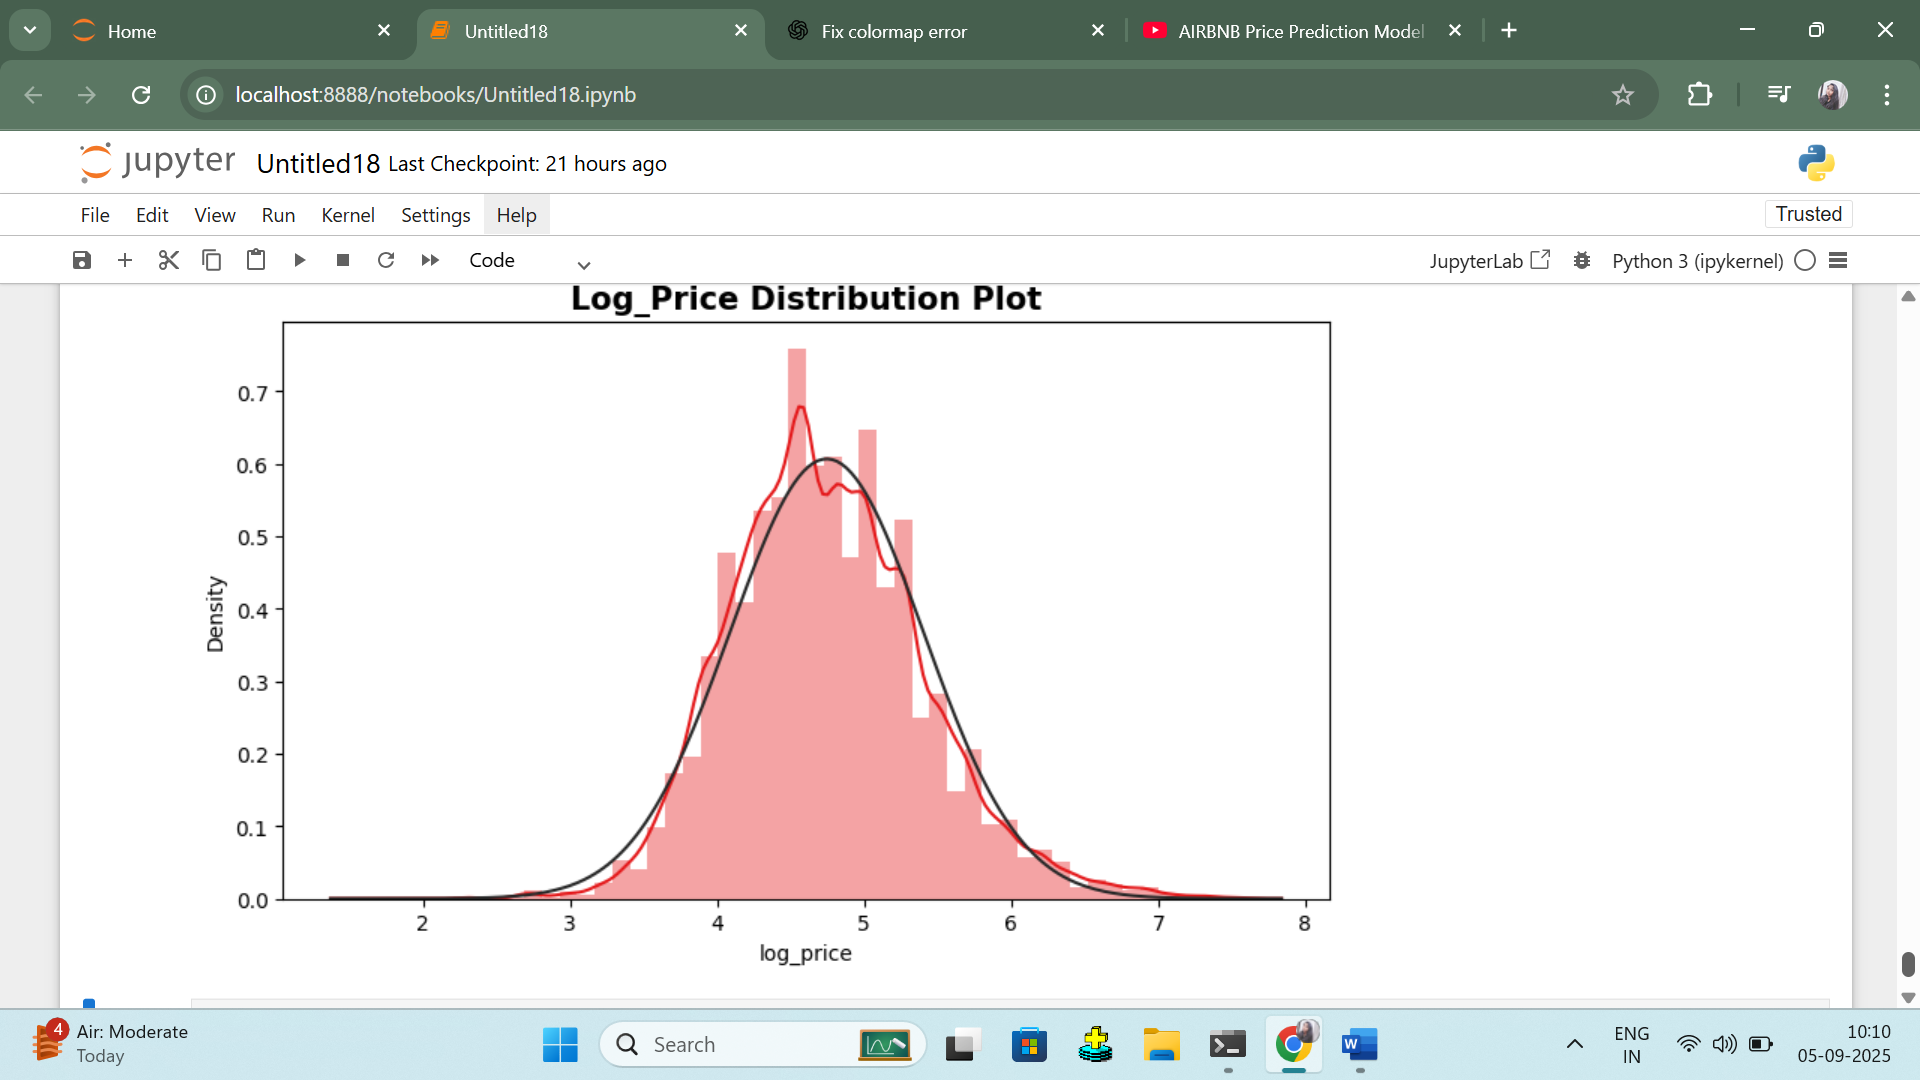 Home
Untitled18
Fix colormap error
AIRBNB Price Prediction Model
localhost:8888/notebooks/Untitled18.ipynb
jupyter Untitled18 Last Checkpoint: 21 hours ago
File Edit View Run Kernel Settings Help
Trusted
Code
JupyterLab
Python 3 (ipykernel)
Log_Price Distribution Plot
0.7
0.6
0.5
0.4
0.3
0.2
0.1
0.0
Density
2 3 4 5 6 7 8
log_price
4
Air: Moderate
Today
Search
W
ENG
IN
10:10
05-09-2025